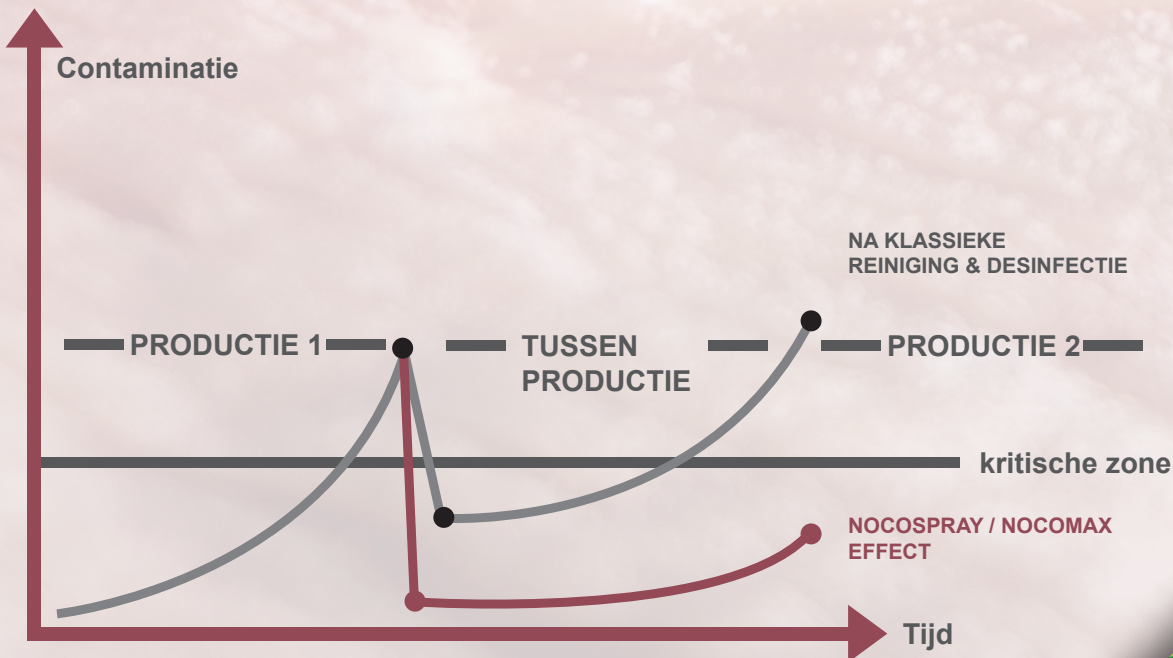 Contaminatie
NA KLASSIEKE
REINIGING & DESINFECTIE
PRODUCTIE 1
TUSSEN
PRODUCTIE
PRODUCTIE 2
kritische zone
NOCOSPRAY / NOCOMAX
EFFECT
Tijd